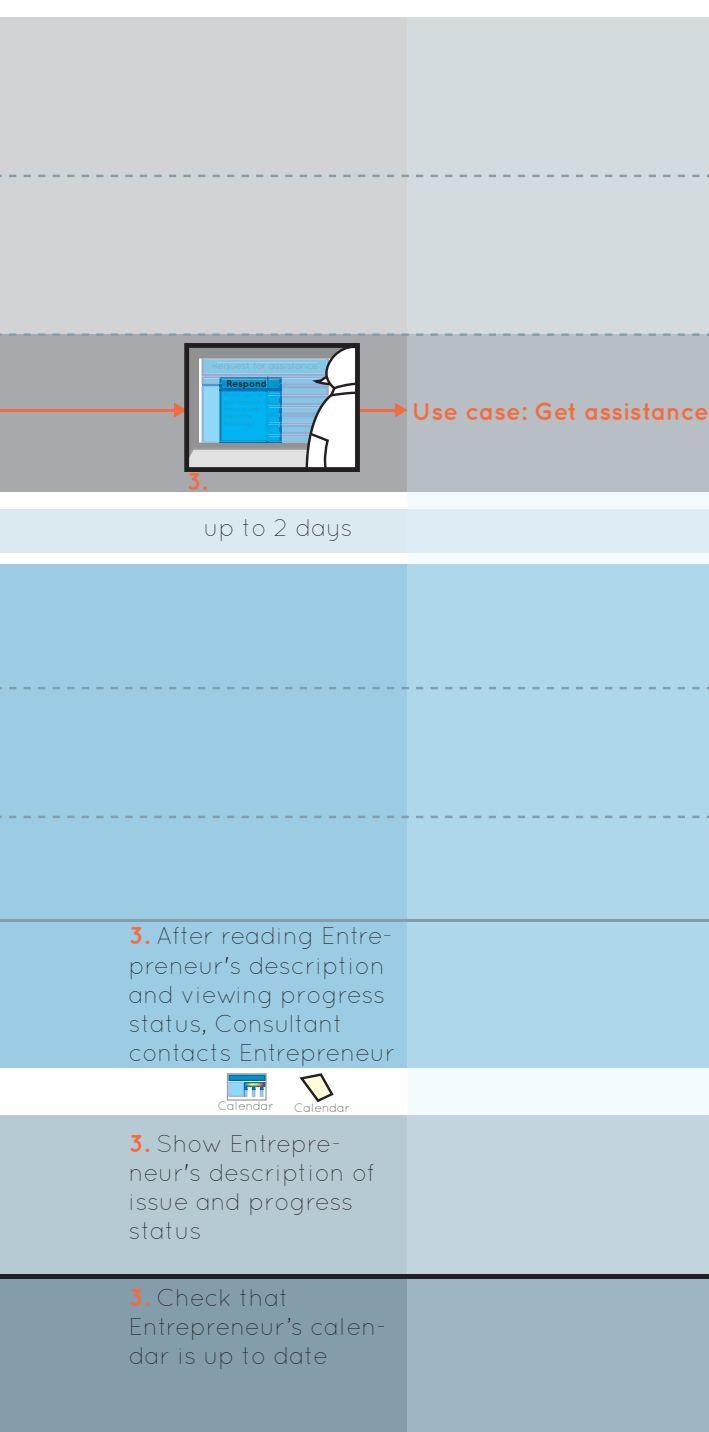 Request for assistance
Respond
Use case: Get assistance
3.
up to 2 days
3. After reading Entre-
preneur's description
and viewing progress
status, Consultant
contacts Entrepreneur
Calendar
Calendar
3. Show Entrepre-
neur's description of
issue and progress
status
3. Check that
Entrepreneur's calen-
dar is up to date